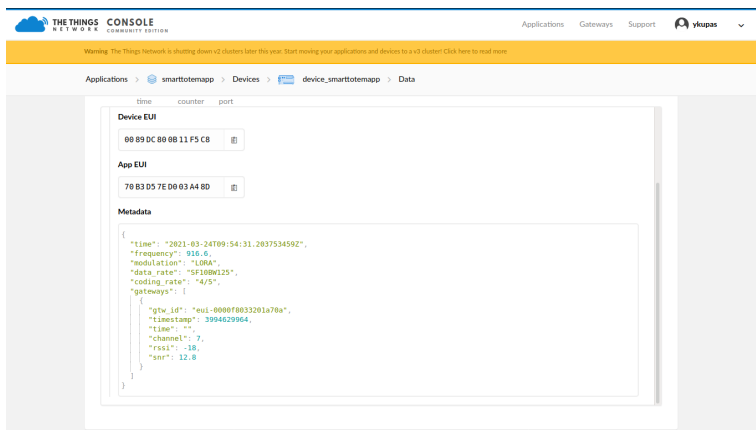 THE THINGS CONSOLE
NETWORK COMMUNITY EDITION
Applications Gateways Support ykupas
Warning The Things Network is shutting down v2 clusters later this year. Start moving your applications and devices to a v3 cluster! Click here to read more
Applications > smarttotemapp > Devices > device_smarttotemapp > Data
time counter port
Device EUI
00 89 DC 80 0B 11 F5 C8
App EUI
70 B3 D5 7E D0 03 A4 8D
Metadata
{
"time": "2021-03-24T09:54:31.203753459Z",
"frequency": 916.6,
"modulation": "LORA",
"data_rate": "SF10BW125",
"coding_rate": "4/5",
"gateways": [
{
"gtw_id": "eui-0000f8033201a70a",
"timestamp": 3994629964,
"time": "",
"channel": 7,
"rssi": -18,
"snr": 12.8
}
]
}